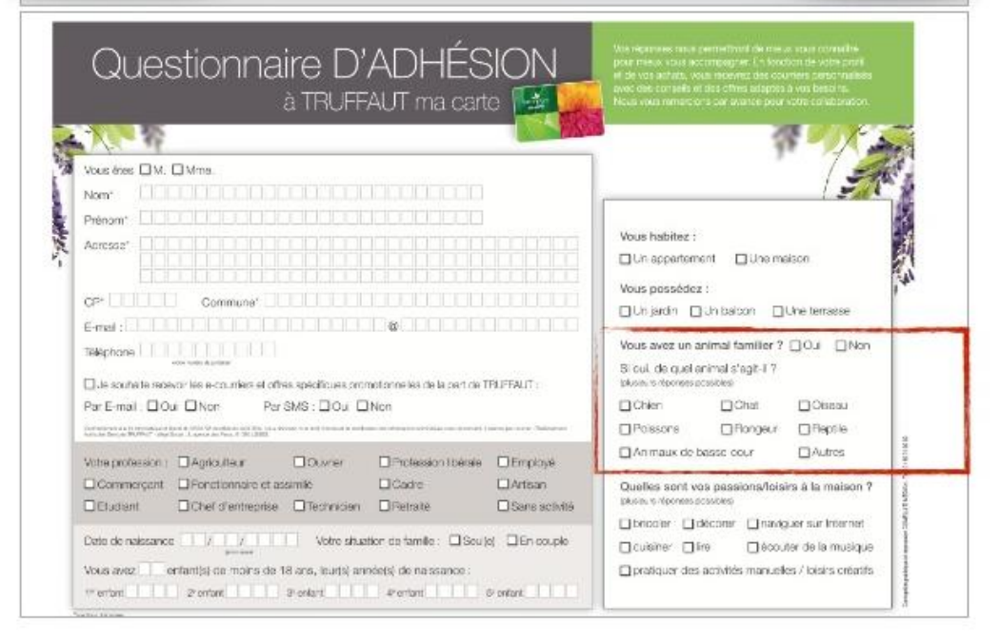 Questionnaire D'ADHÉSION
à TRUFFAUT ma carte
Vos réponses nous permettront de mieux vous connaître
pour mieux vous accompagner. En fonction de votre profil
et de vos achats, vous recevrez des courriers personnalisés
avec des conseils et des offres adaptés à vos besoins.
Nous vous remercions par avance pour votre collaboration.
Vous êtes M. Mme.
Nom*
Prénom*
Adresse*
CP* Commune*
E-mail : @
Téléphone
Je souhaite recevoir les e-courriers et offres spécifiques promotionnelles de la part de TRUFFAUT :
Par E-mail : Oui Non Par SMS : Oui Non
Votre profession : Agriculteur Ouvrier Profession libérale Employé
Commerçant Fonctionnaire et assimilé Cadre Artisan
Etudiant Chef d'entreprise Technicien Retraité Sans activité
Date de naissance / / Votre situation de famille : Seul(e) En couple
Vous avez enfant(s) de moins de 18 ans, leur(s) année(s) de naissance :
1er enfant 2e enfant 3e enfant 4e enfant 5e enfant
Vous habitez :
Un appartement Une maison
Vous possédez :
Un jardin Un balcon Une terrasse
Vous avez un animal familier ? Oui Non
Si oui, de quel animal s'agit-il ?
(plusieurs réponses possibles)
Chien Chat Oiseau
Poissons Rongeur Reptile
Animaux de basse cour Autres
Quelles sont vos passions/loisirs à la maison ?
(plusieurs réponses possibles)
bricoler décorer naviguer sur Internet
cuisiner lire écouter de la musique
pratiquer des activités manuelles / loisirs créatifs